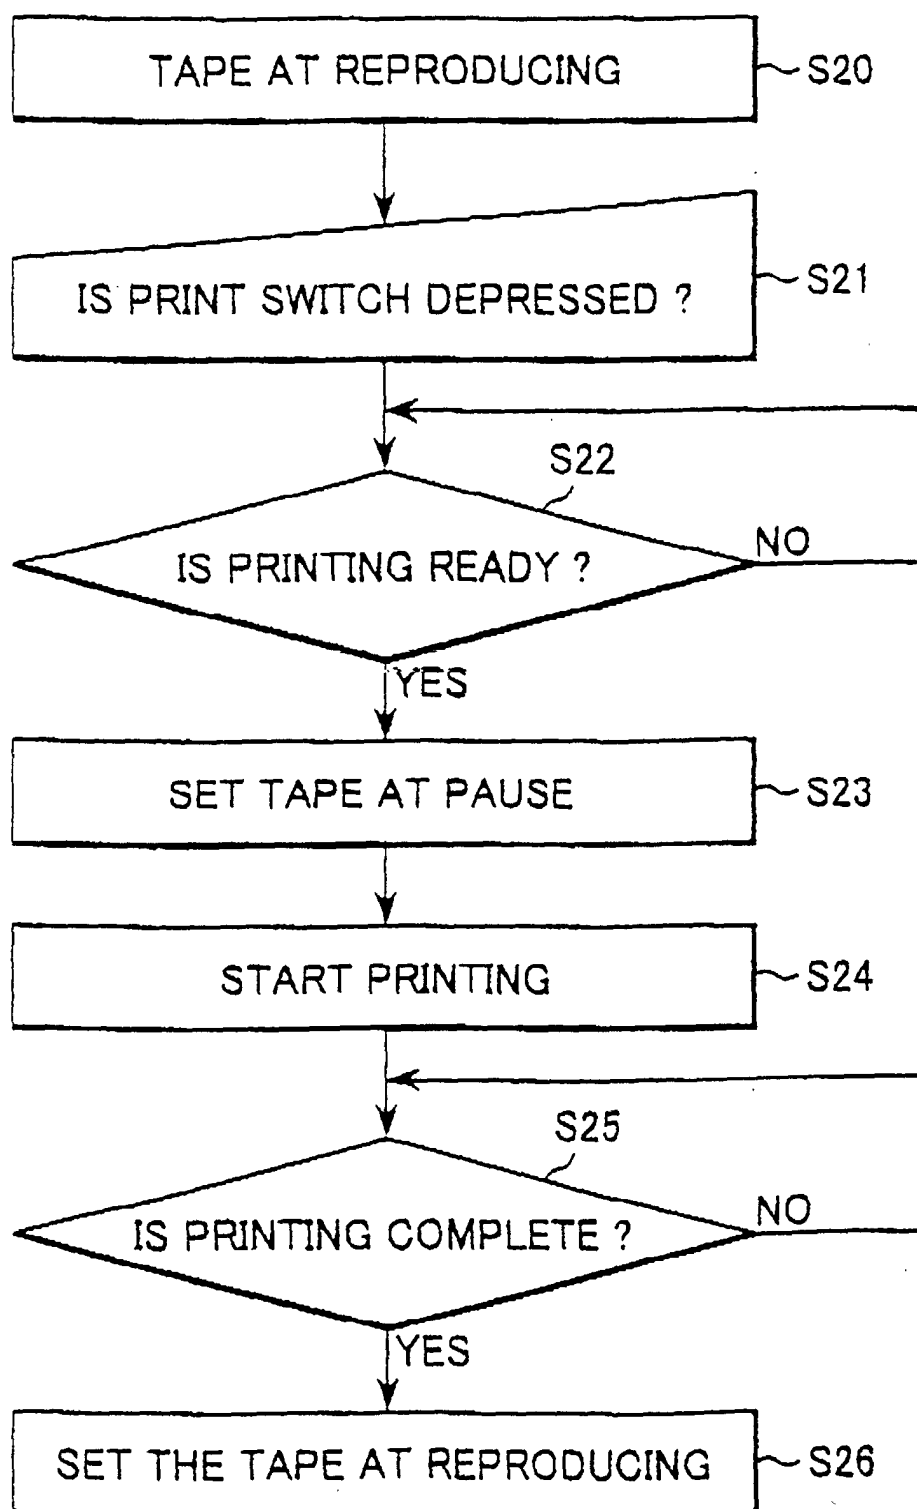 TAPE AT REPRODUCING S20
IS PRINT SWITCH DEPRESSED ? S21
S22
IS PRINTING READY ? NO
YES
SET TAPE AT PAUSE S23
START PRINTING S24
S25
IS PRINTING COMPLETE ? NO
YES
SET THE TAPE AT REPRODUCING S26